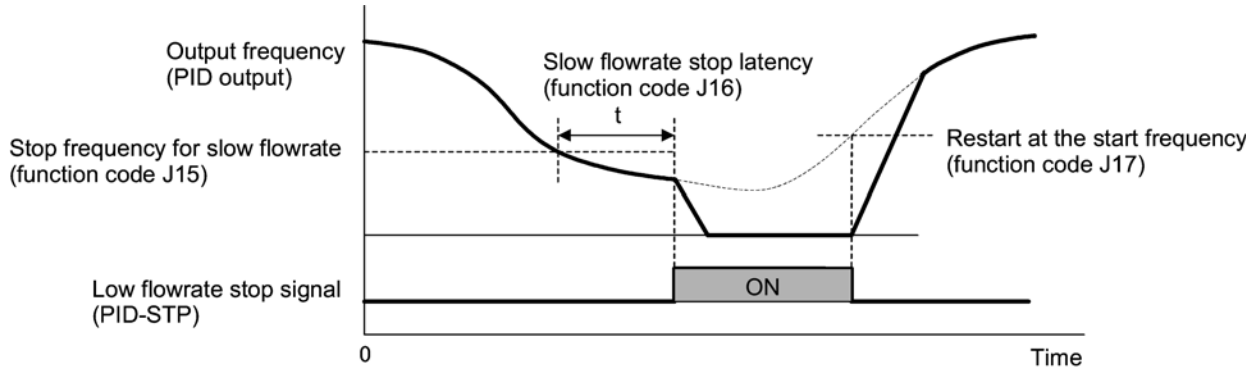 Output frequency
(PID output)
Slow flowrate stop latency
(function code J16)
t
Stop frequency for slow flowrate
(function code J15)
Restart at the start frequency
(function code J17)
Low flowrate stop signal
(PID-STP)
ON
0
Time